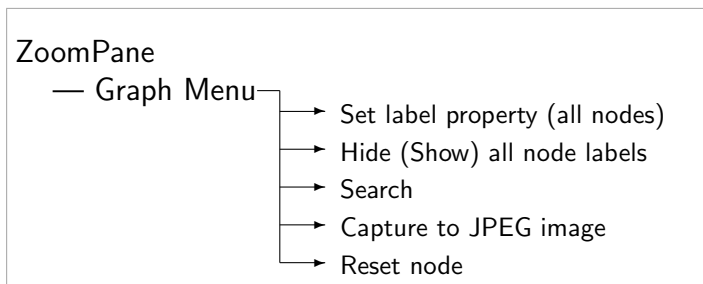 ZoomPane
— Graph Menu
Set label property (all nodes)
Hide (Show) all node labels
Search
Capture to JPEG image
Reset node